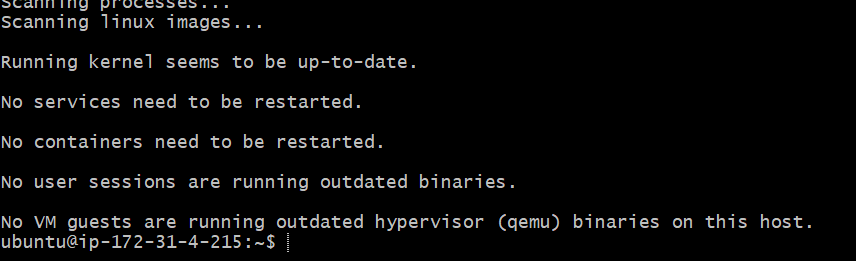 Scanning processes...
Scanning linux images...
Running kernel seems to be up-to-date.
No services need to be restarted.
No containers need to be restarted.
No user sessions are running outdated binaries.
No VM guests are running outdated hypervisor (qemu) binaries on this host.
ubuntu@ip-172-31-4-215:~$